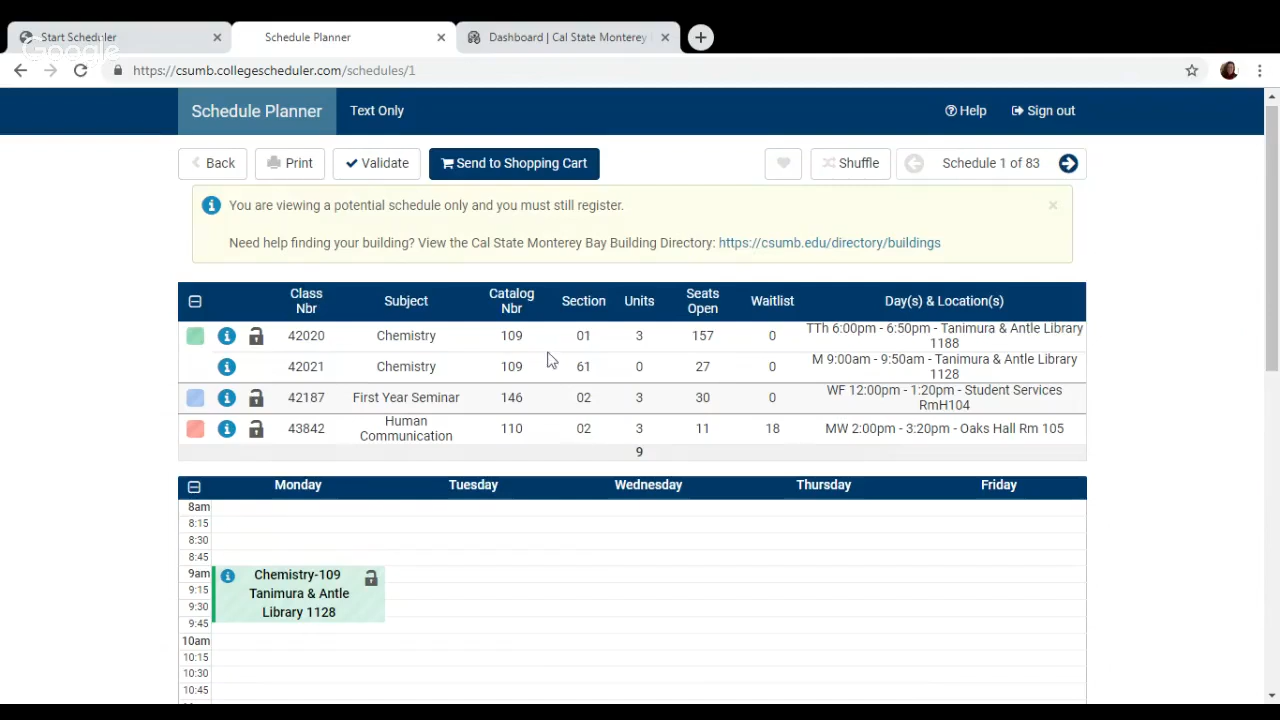 Start Scheduler
Schedule Planner
Dashboard | Cal State Monterey
Google
https://csumb.collegescheduler.com/schedules/1
Schedule Planner
Text Only
Help
Sign out
Back
Print
Validate
Send to Shopping Cart
Shuffle
Schedule 1 of 83
You are viewing a potential schedule only and you must still register.
Need help finding your building? View the Cal State Monterey Bay Building Directory: https://csumb.edu/directory/buildings
Class Nbr Subject Catalog Nbr Section Units Seats Open Waitlist Day(s) & Location(s)
42020 Chemistry 109 01 3 157 0 TTh 6:00pm - 6:50pm - Tanimura & Antle Library 1188
42021 Chemistry 109 61 0 27 0 M 9:00am - 9:50am - Tanimura & Antle Library 1128
42187 First Year Seminar 146 02 3 30 0 WF 12:00pm - 1:20pm - Student Services RmH104
43842 Human Communication 110 02 3 11 18 MW 2:00pm - 3:20pm - Oaks Hall Rm 105
9
Monday Tuesday Wednesday Thursday Friday
8am
8:15
8:30
8:45
9am
9:15
9:30
9:45
10am
10:15
10:30
10:45
Chemistry-109
Tanimura & Antle
Library 1128